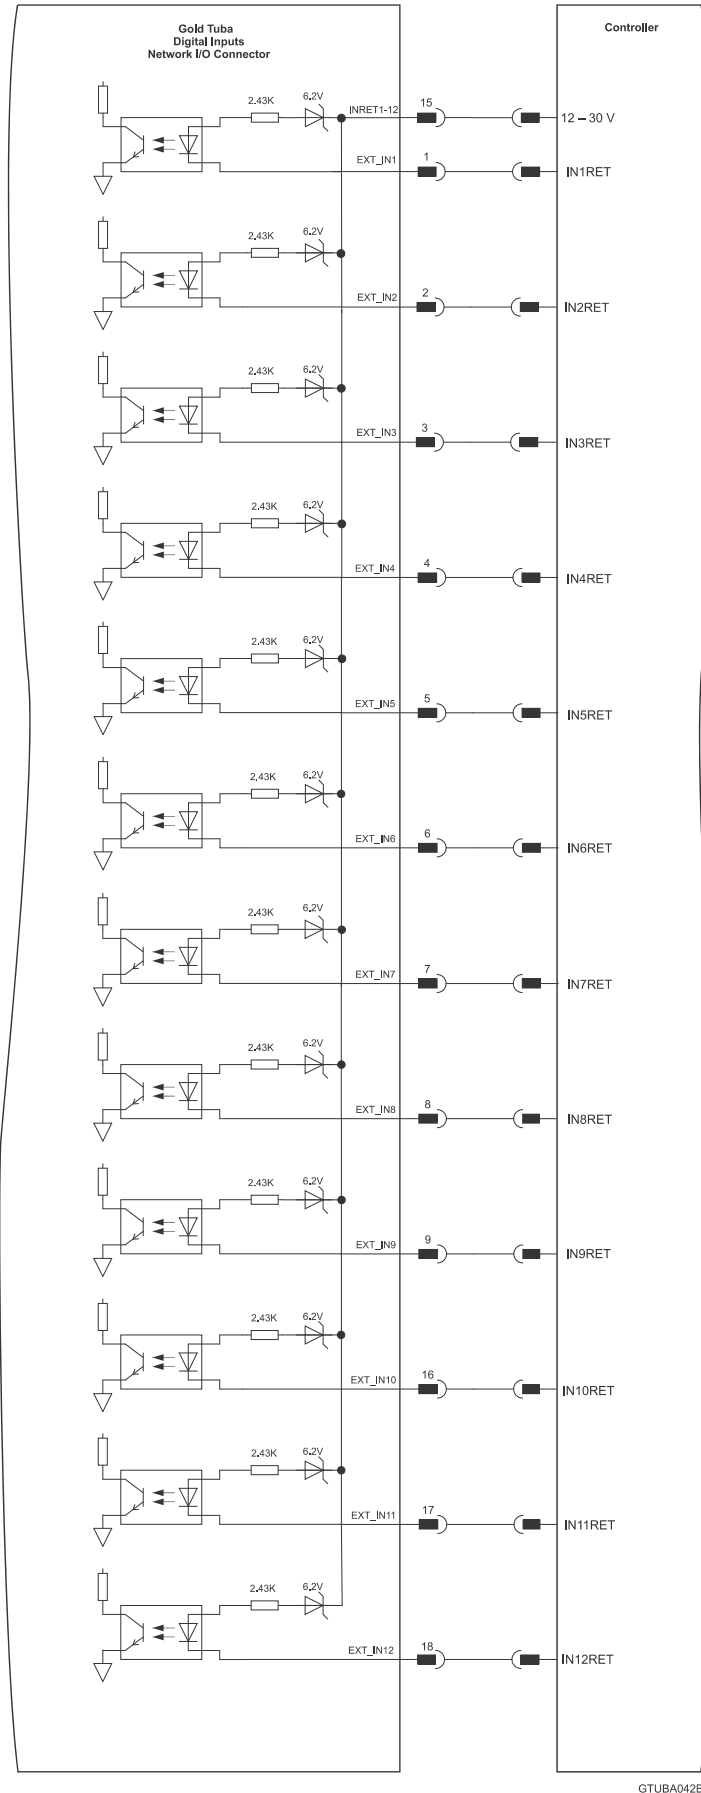 Gold Tuba
Digital Inputs
Network I/O Connector
Controller
2.43K 6.2V INRET1-12 15 12 – 30 V
EXT_IN1 1 IN1RET
2.43K 6.2V
EXT_IN2 2 IN2RET
2.43K 6.2V
EXT_IN3 3 IN3RET
2.43K 6.2V
EXT_IN4 4 IN4RET
2.43K 6.2V
EXT_IN5 5 IN5RET
2.43K 6.2V
EXT_IN6 6 IN6RET
2.43K 6.2V
EXT_IN7 7 IN7RET
2.43K 6.2V
EXT_IN8 8 IN8RET
2.43K 6.2V
EXT_IN9 9 IN9RET
2.43K 6.2V
EXT_IN10 16 IN10RET
2.43K 6.2V
EXT_IN11 17 IN11RET
2.43K 6.2V
EXT_IN12 18 IN12RET
GTUBA042B